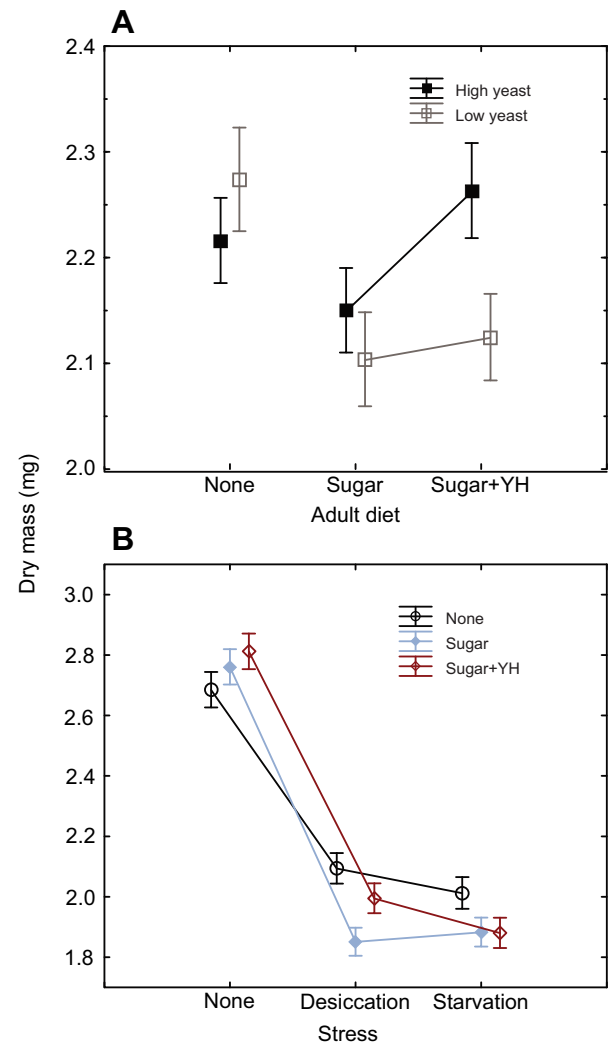 A
2.4
High yeast
Low yeast
2.3
2.2
2.1
2.0
None Sugar Sugar+YH
Adult diet
Dry mass (mg)
B
3.0
None
Sugar
2.8
Sugar+YH
2.6
2.4
2.2
2.0
1.8
None Desiccation Starvation
Stress